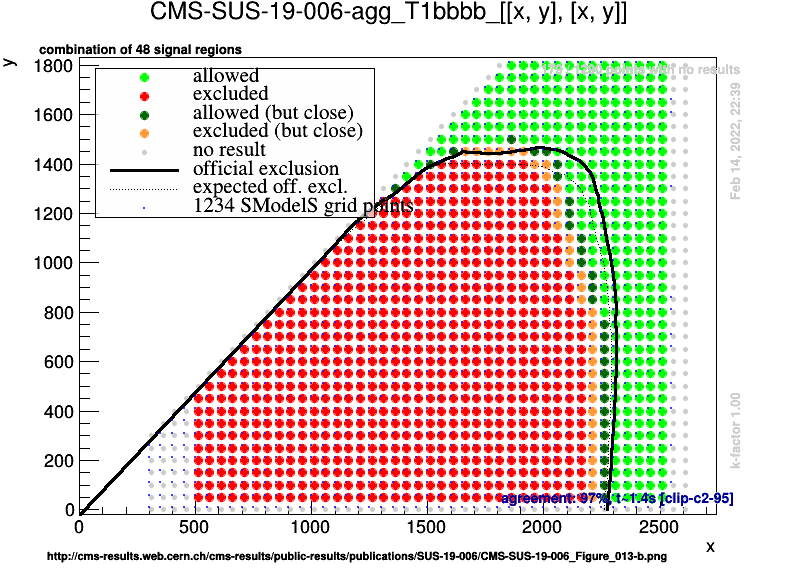 CMS-SUS-19-006-agg_T1bbbb_[[x, y], [x, y]]
combination of 48 signal regions
y
1800
1600
1400
1200
1000
800
600
400
200
0
allowed
excluded
allowed (but close)
excluded (but close)
no result
official exclusion
expected off. excl.
1234 SModelS grid points
points with no results
Feb 14, 2022, 22:39
k-factor 1.00
agreement: 97%, t~1.4s [clip-c2-95]
0 500 1000 1500 2000 2500
x
http://cms-results.web.cern.ch/cms-results/public-results/publications/SUS-19-006/CMS-SUS-19-006_Figure_013-b.png